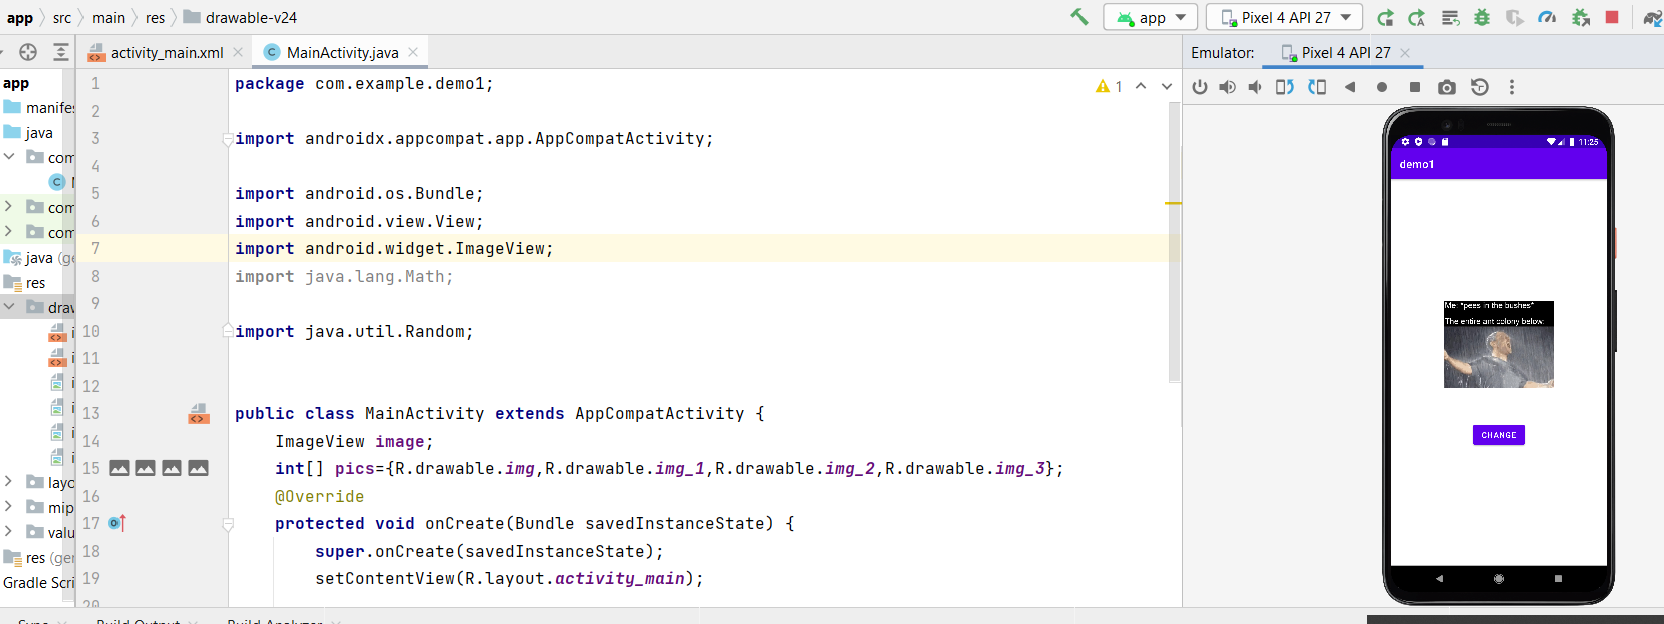 app src main res drawable-v24 app Pixel 4 API 27
activity_main.xml MainActivity.java Emulator: Pixel 4 API 27
app
manifes
java
com
com
com
java (ge
res
draw
layo
mip
valu
res (gen
Gradle Scri
1 package com.example.demo1; 1
2
3 import androidx.appcompat.app.AppCompatActivity;
4
5 import android.os.Bundle;
6 import android.view.View;
7 import android.widget.ImageView;
8 import java.lang.Math;
9
10 import java.util.Random;
11
12
13 public class MainActivity extends AppCompatActivity {
14 ImageView image;
15 int[] pics={R.drawable.img,R.drawable.img_1,R.drawable.img_2,R.drawable.img_3};
16 @Override
17 protected void onCreate(Bundle savedInstanceState) {
18 super.onCreate(savedInstanceState);
19 setContentView(R.layout.activity_main);
20
Sync Build Output Build Analyzer
11:25
demo1
Me: *pees in the bushes*
The entire ant colony below:
CHANGE